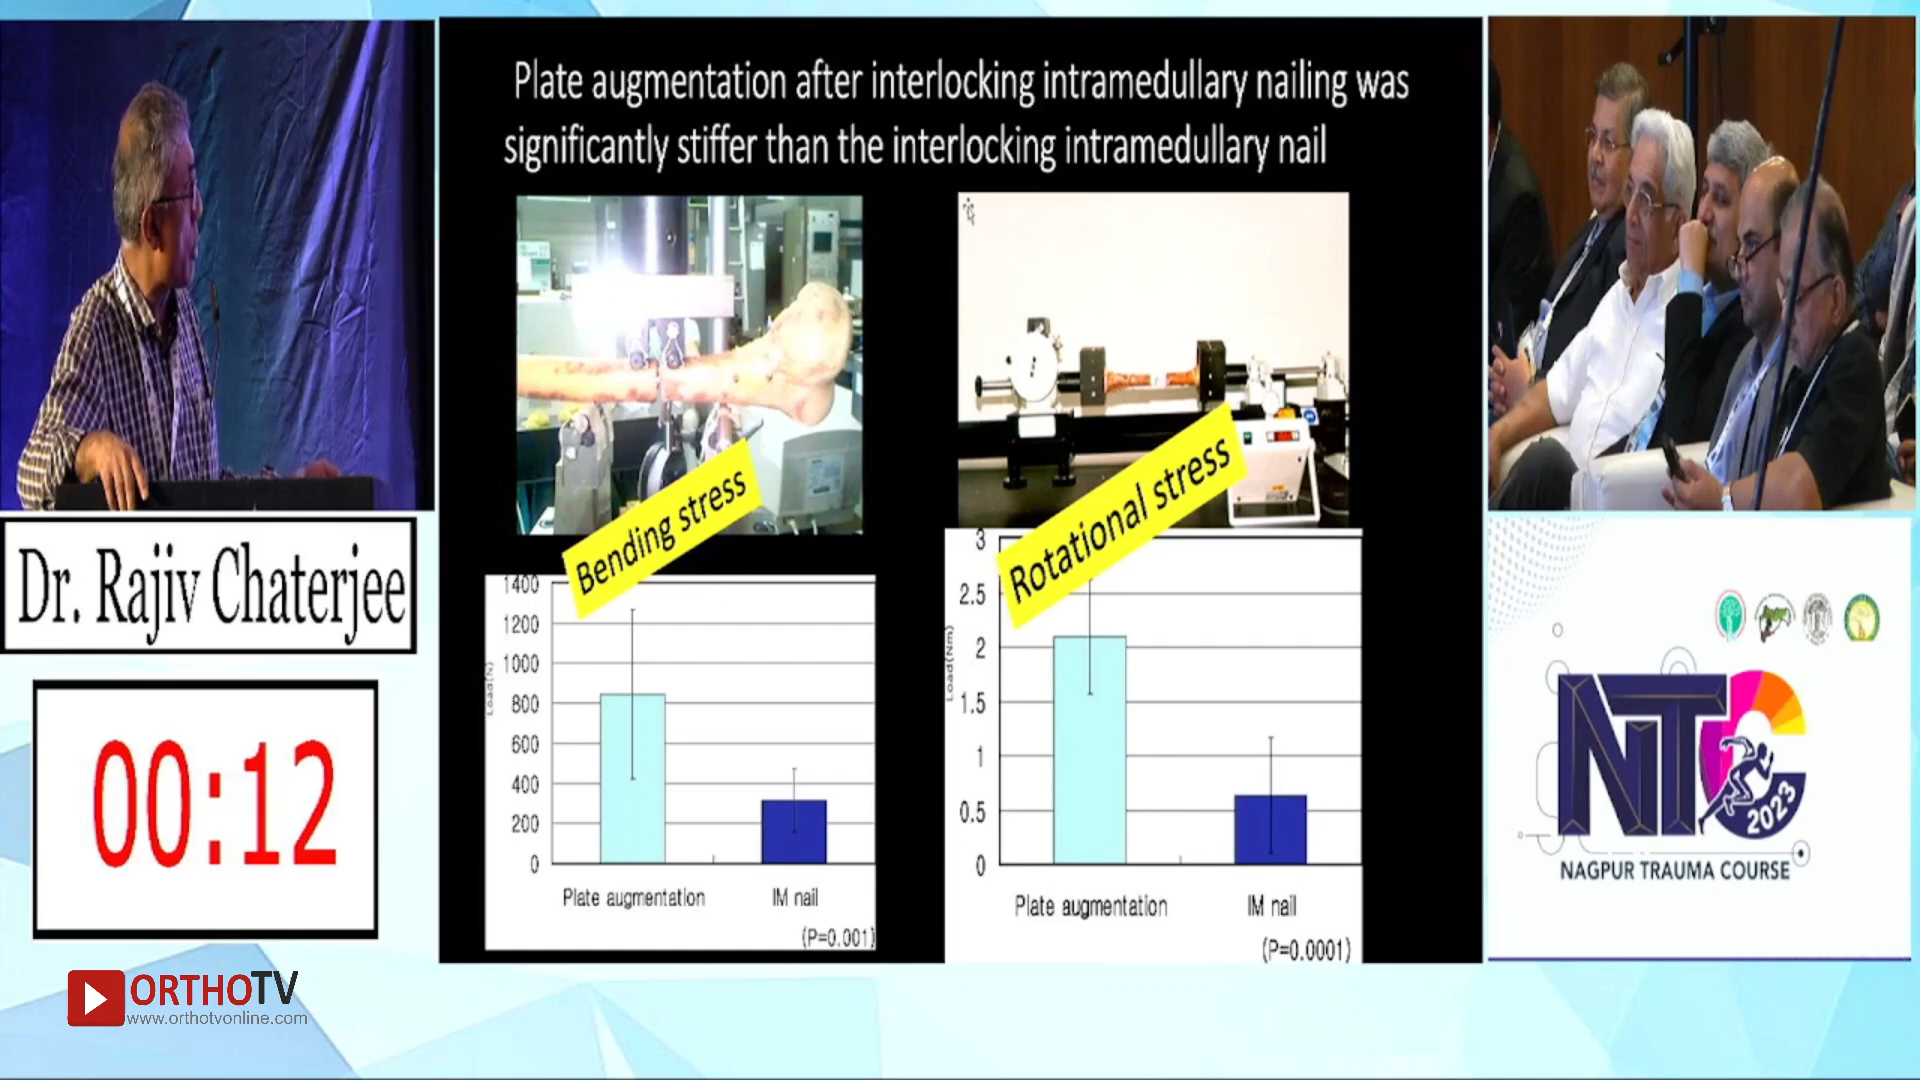 Plate augmentation after interlocking intramedullary nailing was
significantly stiffer than the interlocking intramedullary nail
Bending stress
Rotational stress
1400
1200
1000
800
600
400
200
0
Load(N)
Plate augmentation
IM nail
(P=0.001)
3
2.5
2
1.5
1
0.5
0
Load(Nm)
Plate augmentation
IM nail
(P=0.0001)
Dr. Rajiv Chaterjee
00:12
ORTHOTV
www.orthotvonline.com
NTC
2023
NAGPUR TRAUMA COURSE